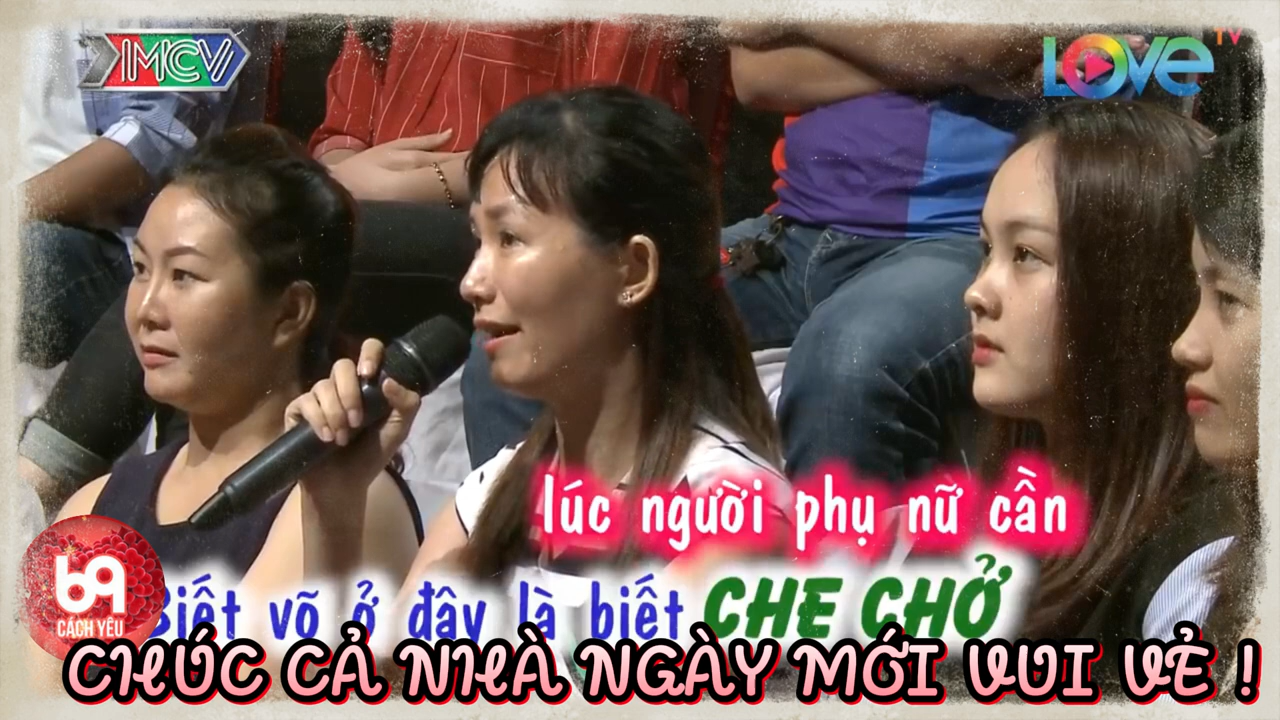 MCV
LOVE TV
lúc người phụ nữ cần
Biết võ ở đây là biết CHE CHỞ
69
CÁCH YÊU
CHÚC CẢ NHÀ NGÀY MỚI VUI VẺ !